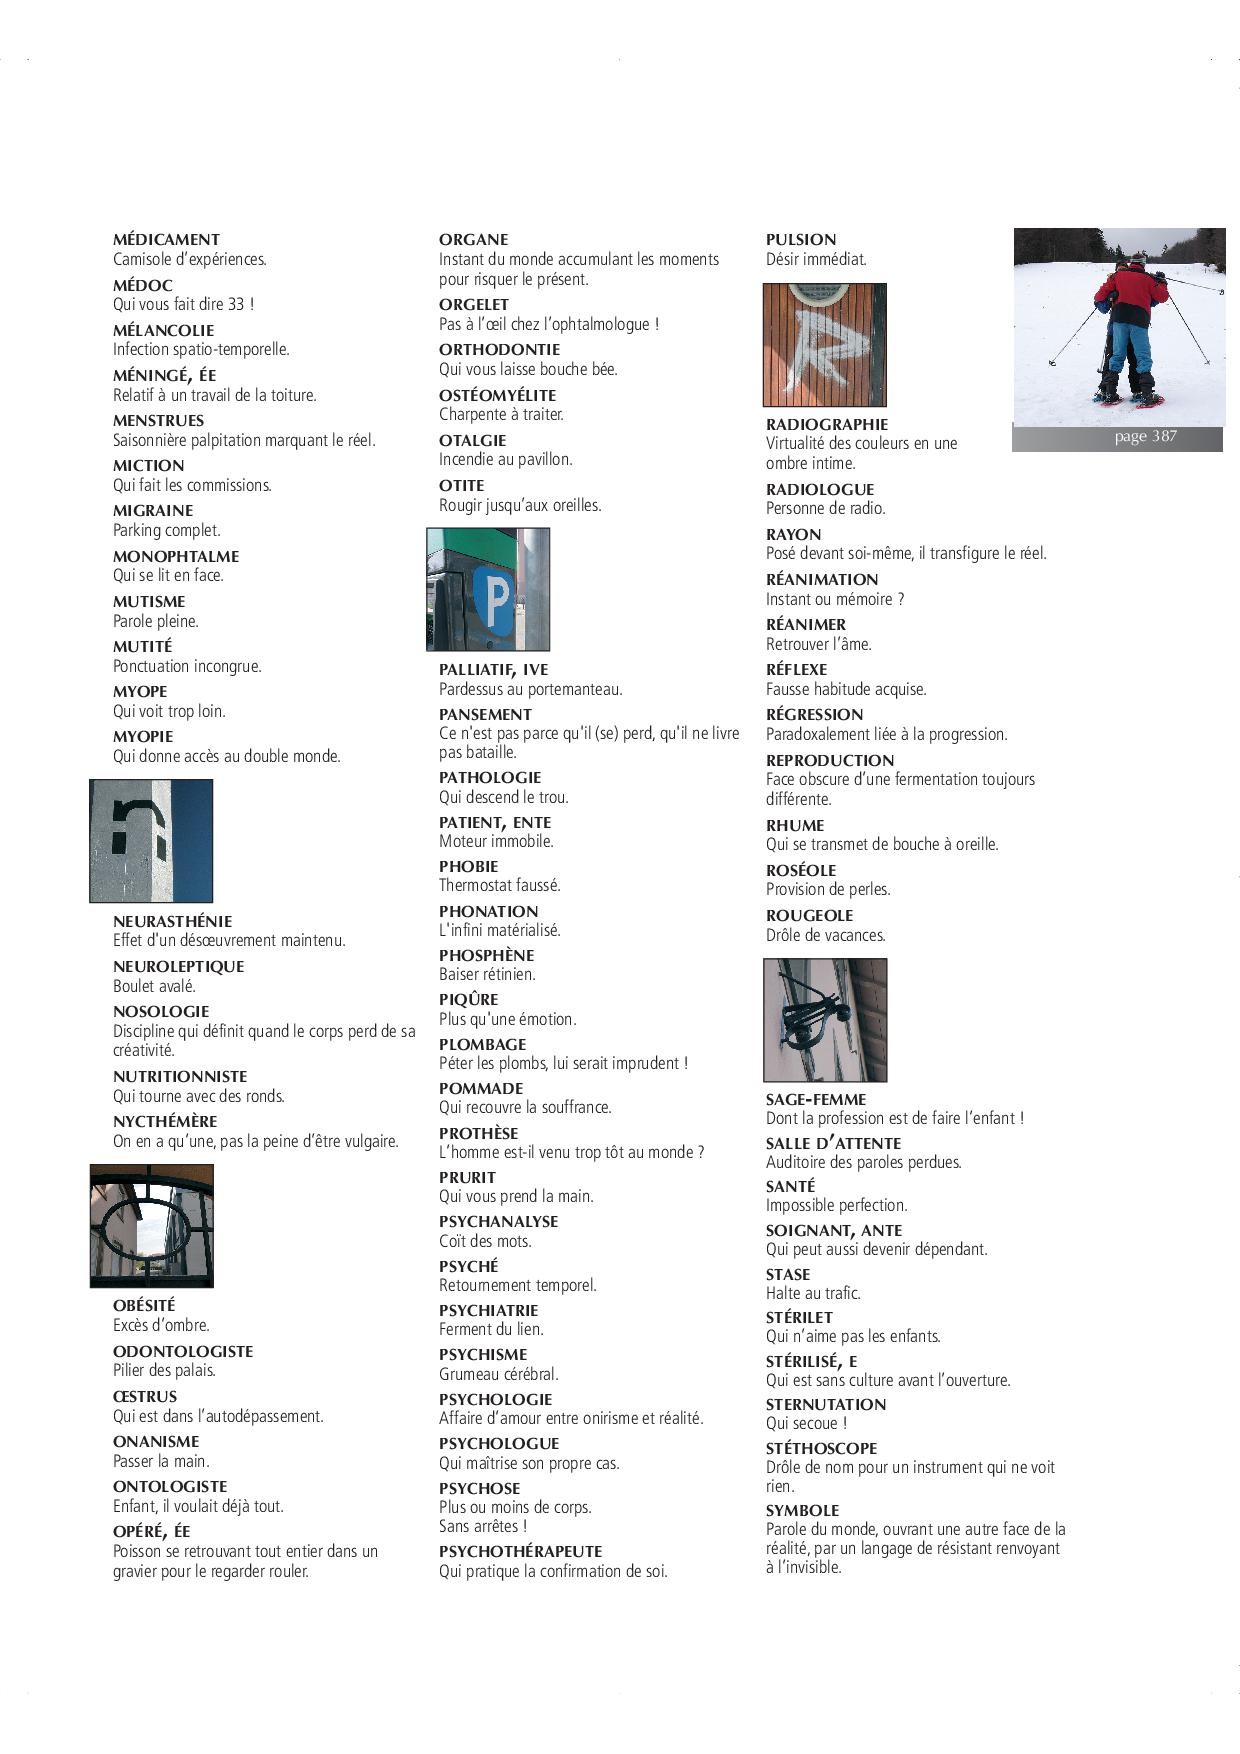 MÉDICAMENT
Camisole d’expériences.
MÉDOC
Qui vous fait dire 33 !
MÉLANCOLIE
Infection spatio-temporelle.
MÉNINGÉ, ÉE
Relatif à un travail de la toiture.
MENSTRUES
Saisonnière palpitation marquant le réel.
MICTION
Qui fait les commissions.
MIGRAINE
Parking complet.
MONOPHTALME
Qui se lit en face.
MUTISME
Parole pleine.
MUTITÉ
Ponctuation incongrue.
MYOPE
Qui voit trop loin.
MYOPIE
Qui donne accès au double monde.
n
NEURASTHÉNIE
Effet d'un désœuvrement maintenu.
NEUROLEPTIQUE
Boulet avalé.
NOSOLOGIE
Discipline qui définit quand le corps perd de sa
créativité.
NUTRITIONNISTE
Qui tourne avec des ronds.
NYCTHÉMÈRE
On en a qu’une, pas la peine d’être vulgaire.
OBÉSITÉ
Excès d’ombre.
ODONTOLOGISTE
Pilier des palais.
ŒSTRUS
Qui est dans l’autodépassement.
ONANISME
Passer la main.
ONTOLOGISTE
Enfant, il voulait déjà tout.
OPÉRÉ, ÉE
Poisson se retrouvant tout entier dans un
gravier pour le regarder rouler.
ORGANE
Instant du monde accumulant les moments
pour risquer le présent.
ORGELET
Pas à l’œil chez l’ophtalmologue !
ORTHODONTIE
Qui vous laisse bouche bée.
OSTÉOMYÉLITE
Charpente à traiter.
OTALGIE
Incendie au pavillon.
OTITE
Rougir jusqu’aux oreilles.
P
PALLIATIF, IVE
Pardessus au portemanteau.
PANSEMENT
Ce n'est pas parce qu'il (se) perd, qu'il ne livre
pas bataille.
PATHOLOGIE
Qui descend le trou.
PATIENT, ENTE
Moteur immobile.
PHOBIE
Thermostat faussé.
PHONATION
L'infini matérialisé.
PHOSPHÈNE
Baiser rétinien.
PIQÛRE
Plus qu'une émotion.
PLOMBAGE
Péter les plombs, lui serait imprudent !
POMMADE
Qui recouvre la souffrance.
PROTHÈSE
L’homme est-il venu trop tôt au monde ?
PRURIT
Qui vous prend la main.
PSYCHANALYSE
Coït des mots.
PSYCHÉ
Retournement temporel.
PSYCHIATRIE
Ferment du lien.
PSYCHISME
Grumeau cérébral.
PSYCHOLOGIE
Affaire d’amour entre onirisme et réalité.
PSYCHOLOGUE
Qui maîtrise son propre cas.
PSYCHOSE
Plus ou moins de corps.
Sans arrêtes !
PSYCHOTHÉRAPEUTE
Qui pratique la confirmation de soi.
PULSION
Désir immédiat.
R
RADIOGRAPHIE
Virtualité des couleurs en une
ombre intime.
RADIOLOGUE
Personne de radio.
RAYON
Posé devant soi-même, il transfigure le réel.
RÉANIMATION
Instant ou mémoire ?
RÉANIMER
Retrouver l’âme.
RÉFLEXE
Fausse habitude acquise.
RÉGRESSION
Paradoxalement liée à la progression.
REPRODUCTION
Face obscure d’une fermentation toujours
différente.
RHUME
Qui se transmet de bouche à oreille.
ROSÉOLE
Provision de perles.
ROUGEOLE
Drôle de vacances.
SAGE-FEMME
Dont la profession est de faire l’enfant !
SALLE D’ATTENTE
Auditoire des paroles perdues.
SANTÉ
Impossible perfection.
SOIGNANT, ANTE
Qui peut aussi devenir dépendant.
STASE
Halte au trafic.
STÉRILET
Qui n’aime pas les enfants.
STÉRILISÉ, E
Qui est sans culture avant l’ouverture.
STERNUTATION
Qui secoue !
STÉTHOSCOPE
Drôle de nom pour un instrument qui ne voit
rien.
SYMBOLE
Parole du monde, ouvrant une autre face de la
réalité, par un langage de résistant renvoyant
à l’invisible.
page 387